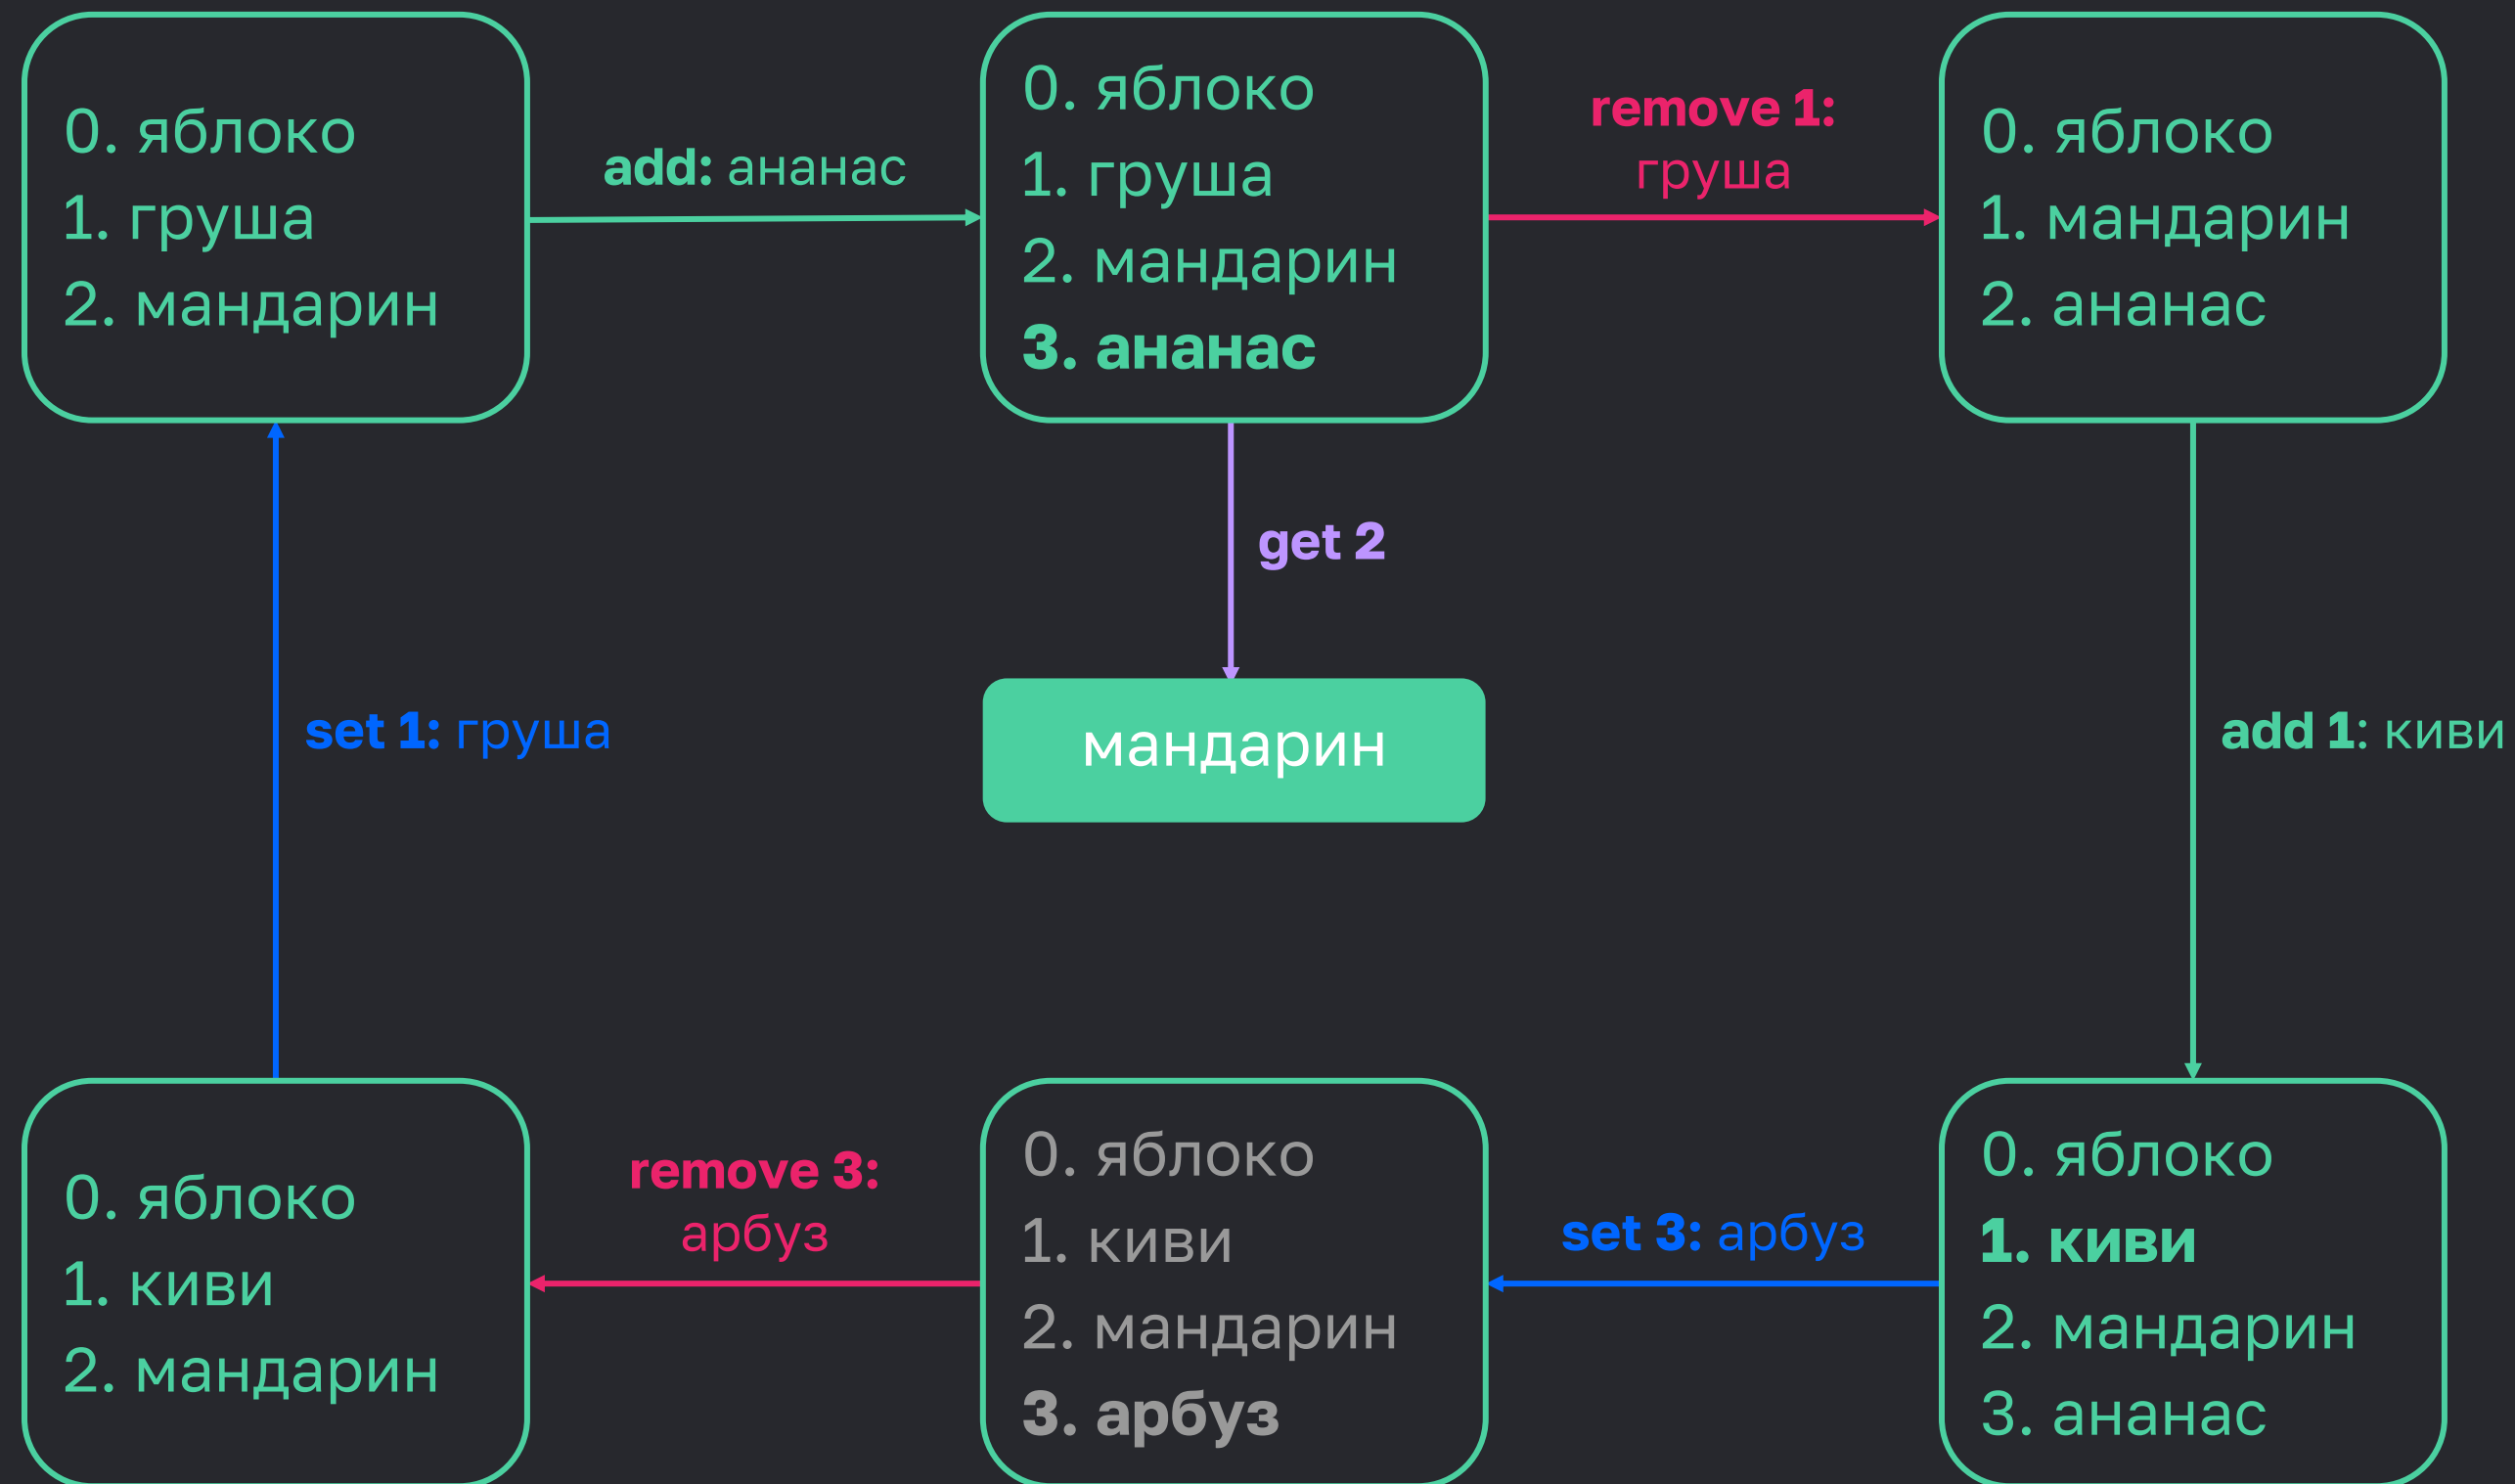 0. яблоко
1. груша
2. мандарин
add: ананас
0. яблоко
1. груша
2. мандарин
3. ананас
remove 1:
груша
0. яблоко
1. мандарин
2. ананас
get 2
мандарин
set 1: груша
add 1: киви
0. яблоко
1. киви
2. мандарин
remove 3:
арбуз
0. яблоко
1. киви
2. мандарин
3. арбуз
set 3: арбуз
0. яблоко
1. киви
2. мандарин
3. ананас